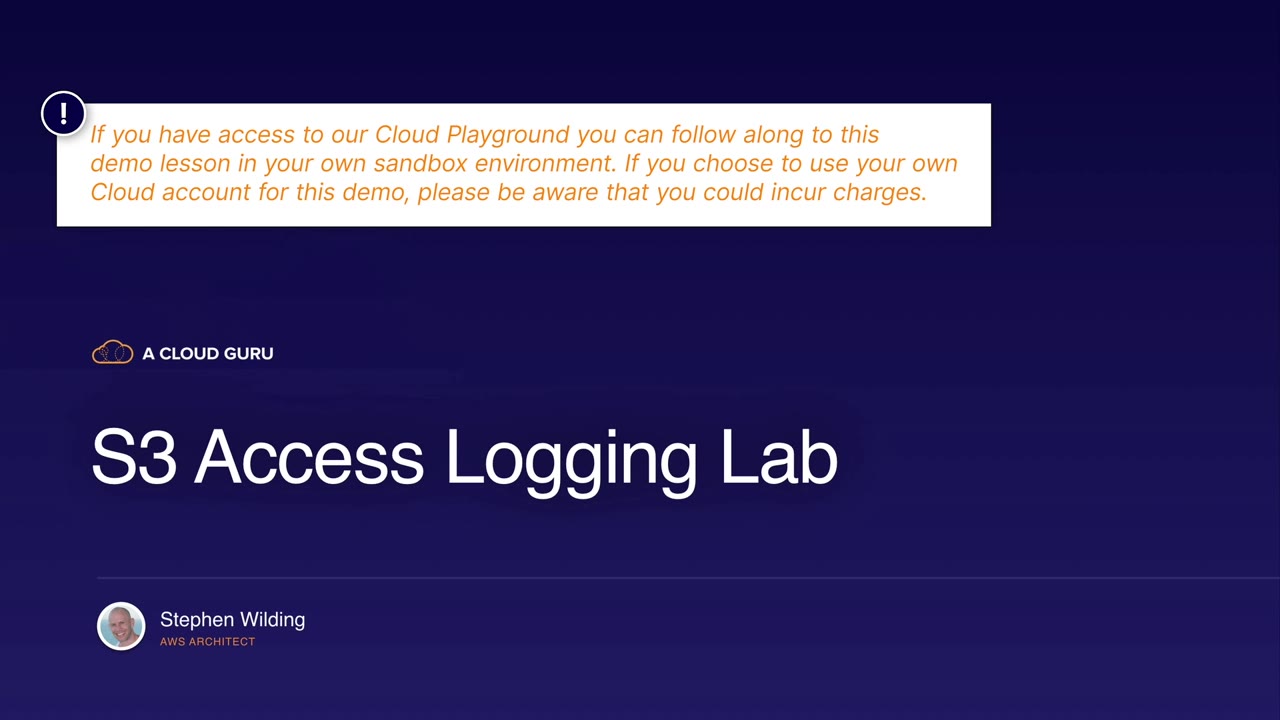 !
If you have access to our Cloud Playground you can follow along to this
demo lesson in your own sandbox environment. If you choose to use your own
Cloud account for this demo, please be aware that you could incur charges.
A CLOUD GURU
S3 Access Logging Lab
Stephen Wilding
AWS ARCHITECT